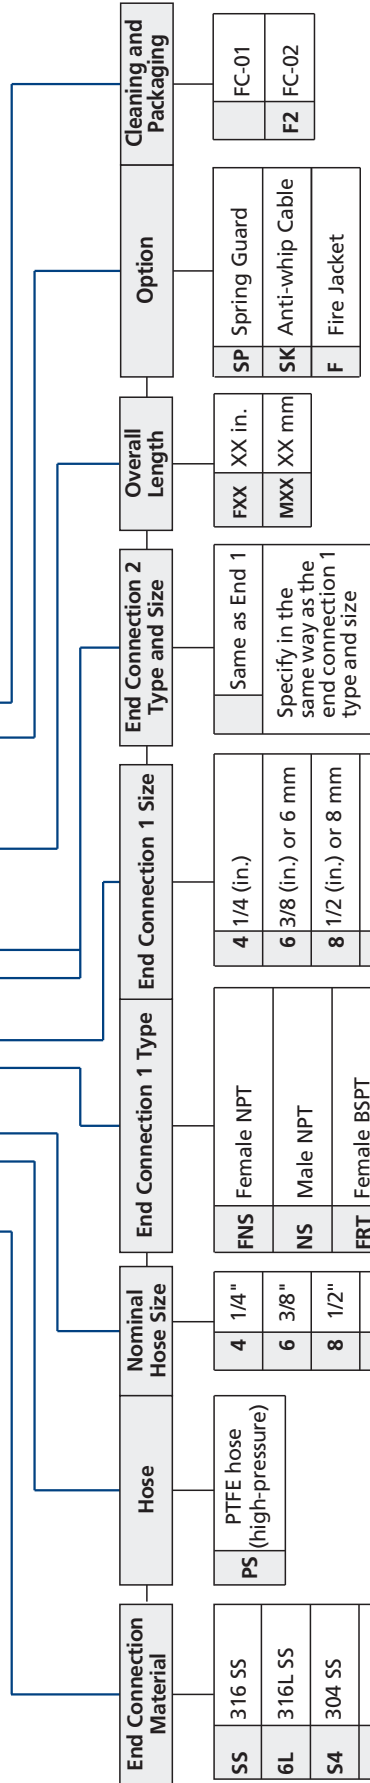 End Connection
Material
SS 316 SS
6L 316L SS
S4 304 SS
Hose
PS PTFE hose
(high-pressure)
Nominal
Hose Size
4 1/4"
6 3/8"
8 1/2"
End Connection 1 Type
FNS Female NPT
NS Male NPT
FRT Female BSPT
End Connection 1 Size
4 1/4 (in.)
6 3/8 (in.) or 6 mm
8 1/2 (in.) or 8 mm
End Connection 2
Type and Size
Same as End 1
Specify in the
same way as the
end connection 1
type and size
Overall
Length
FXX XX in.
MXX XX mm
Option
SP Spring Guard
SK Anti-whip Cable
F Fire Jacket
Cleaning and
Packaging
FC-01
F2 FC-02